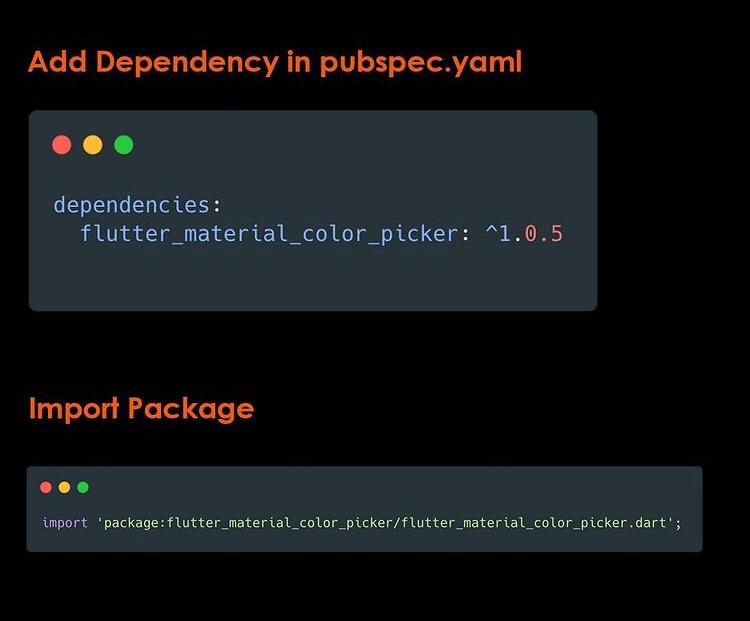 Add Dependency in pubspec.yaml
dependencies:
  flutter_material_color_picker: ^1.0.5
Import Package
import 'package:flutter_material_color_picker/flutter_material_color_picker.dart';